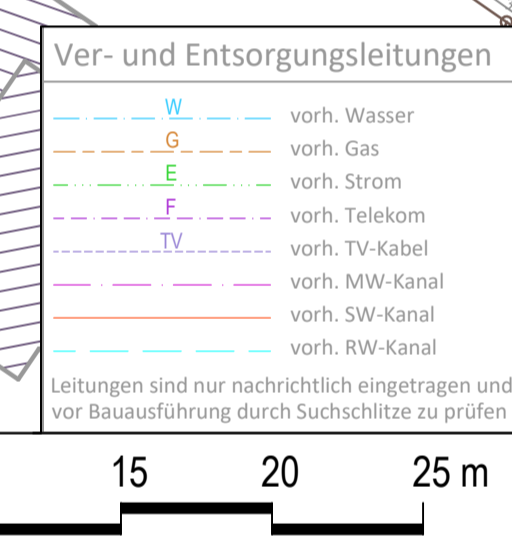 Ver- und Entsorgungsleitungen
W vorh. Wasser
G vorh. Gas
E vorh. Strom
F vorh. Telekom
TV vorh. TV-Kabel
vorh. MW-Kanal
vorh. SW-Kanal
vorh. RW-Kanal
Leitungen sind nur nachrichtlich eingetragen und
vor Bauausführung durch Suchschlitze zu prüfen
15 20 25 m